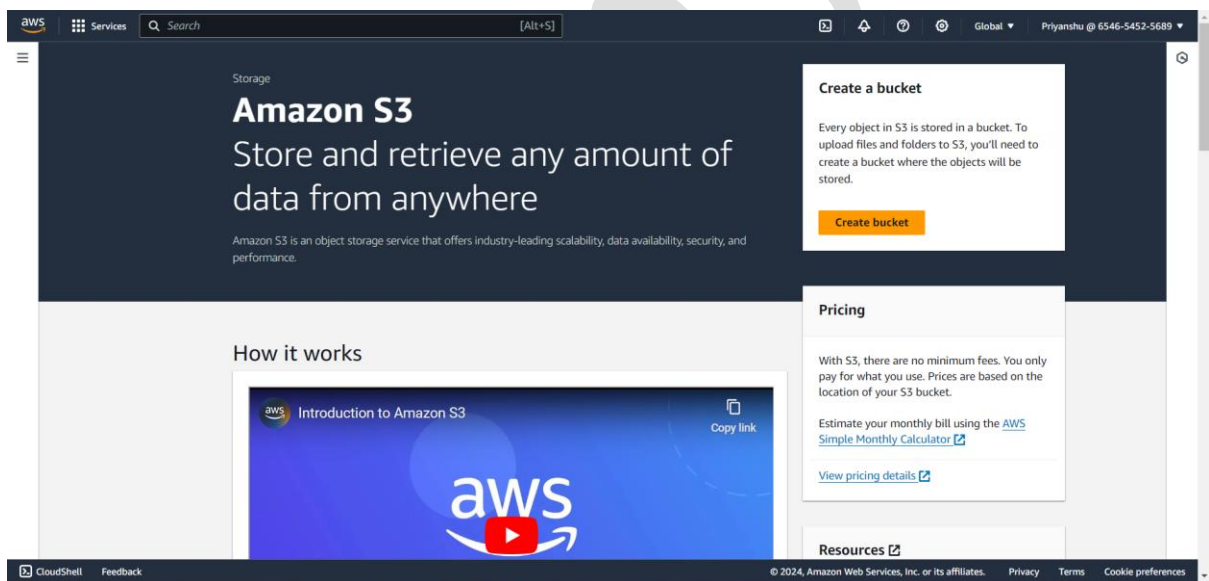 aws
Services
Search
[Alt+S]
Global
Priyanshu @ 6546-5452-5689
Storage
Amazon S3
Store and retrieve any amount of
data from anywhere
Amazon S3 is an object storage service that offers industry-leading scalability, data availability, security, and
performance.
Create a bucket
Every object in S3 is stored in a bucket. To
upload files and folders to S3, you'll need to
create a bucket where the objects will be
stored.
Create bucket
Pricing
With S3, there are no minimum fees. You only
pay for what you use. Prices are based on the
location of your S3 bucket.
Estimate your monthly bill using the AWS
Simple Monthly Calculator
View pricing details
How it works
aws
Introduction to Amazon S3
Copy link
aws
Resources
CloudShell
Feedback
© 2024, Amazon Web Services, Inc. or its affiliates.
Privacy
Terms
Cookie preferences